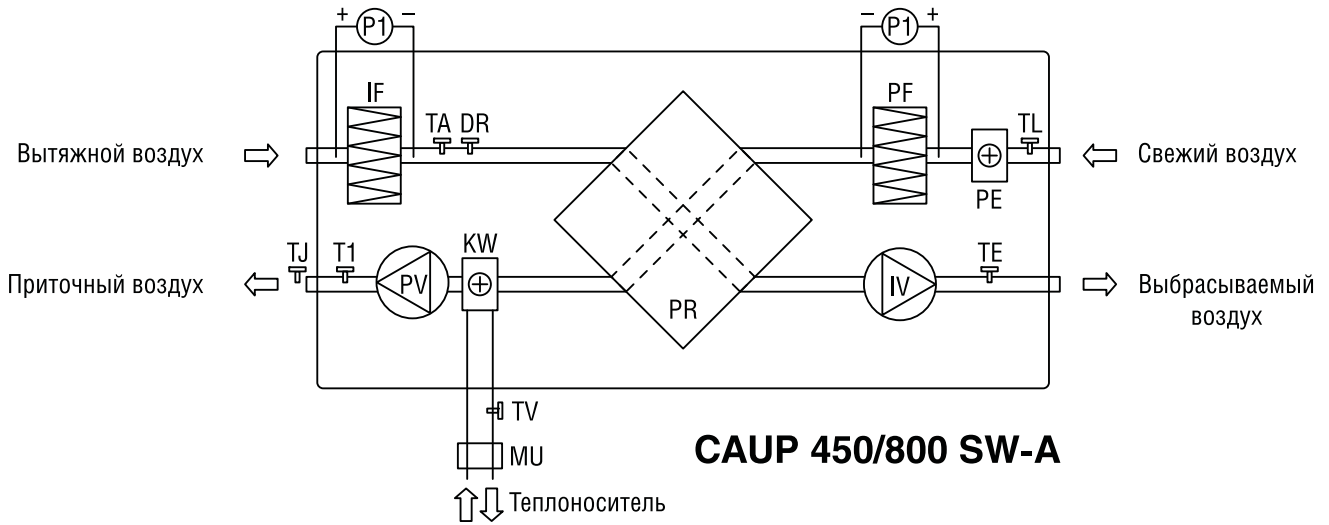 + P1 −
− P1 +
IF
PF
TA DR
TL
Вытяжной воздух
Свежий воздух
PE
KW
TJ
T1
TE
Приточный воздух
PV
IV
Выбрасываемый
воздух
PR
TV
CAUP 450/800 SW-A
MU
Теплоноситель